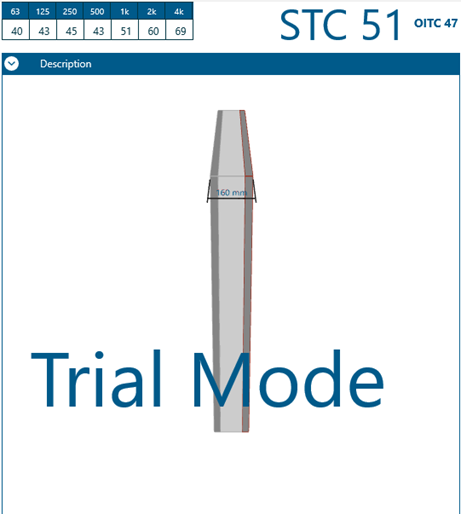 63 125 250 500 1k 2k 4k
40 43 45 43 51 60 69
STC 51 OITC 47
Description
160 mm
Trial Mode